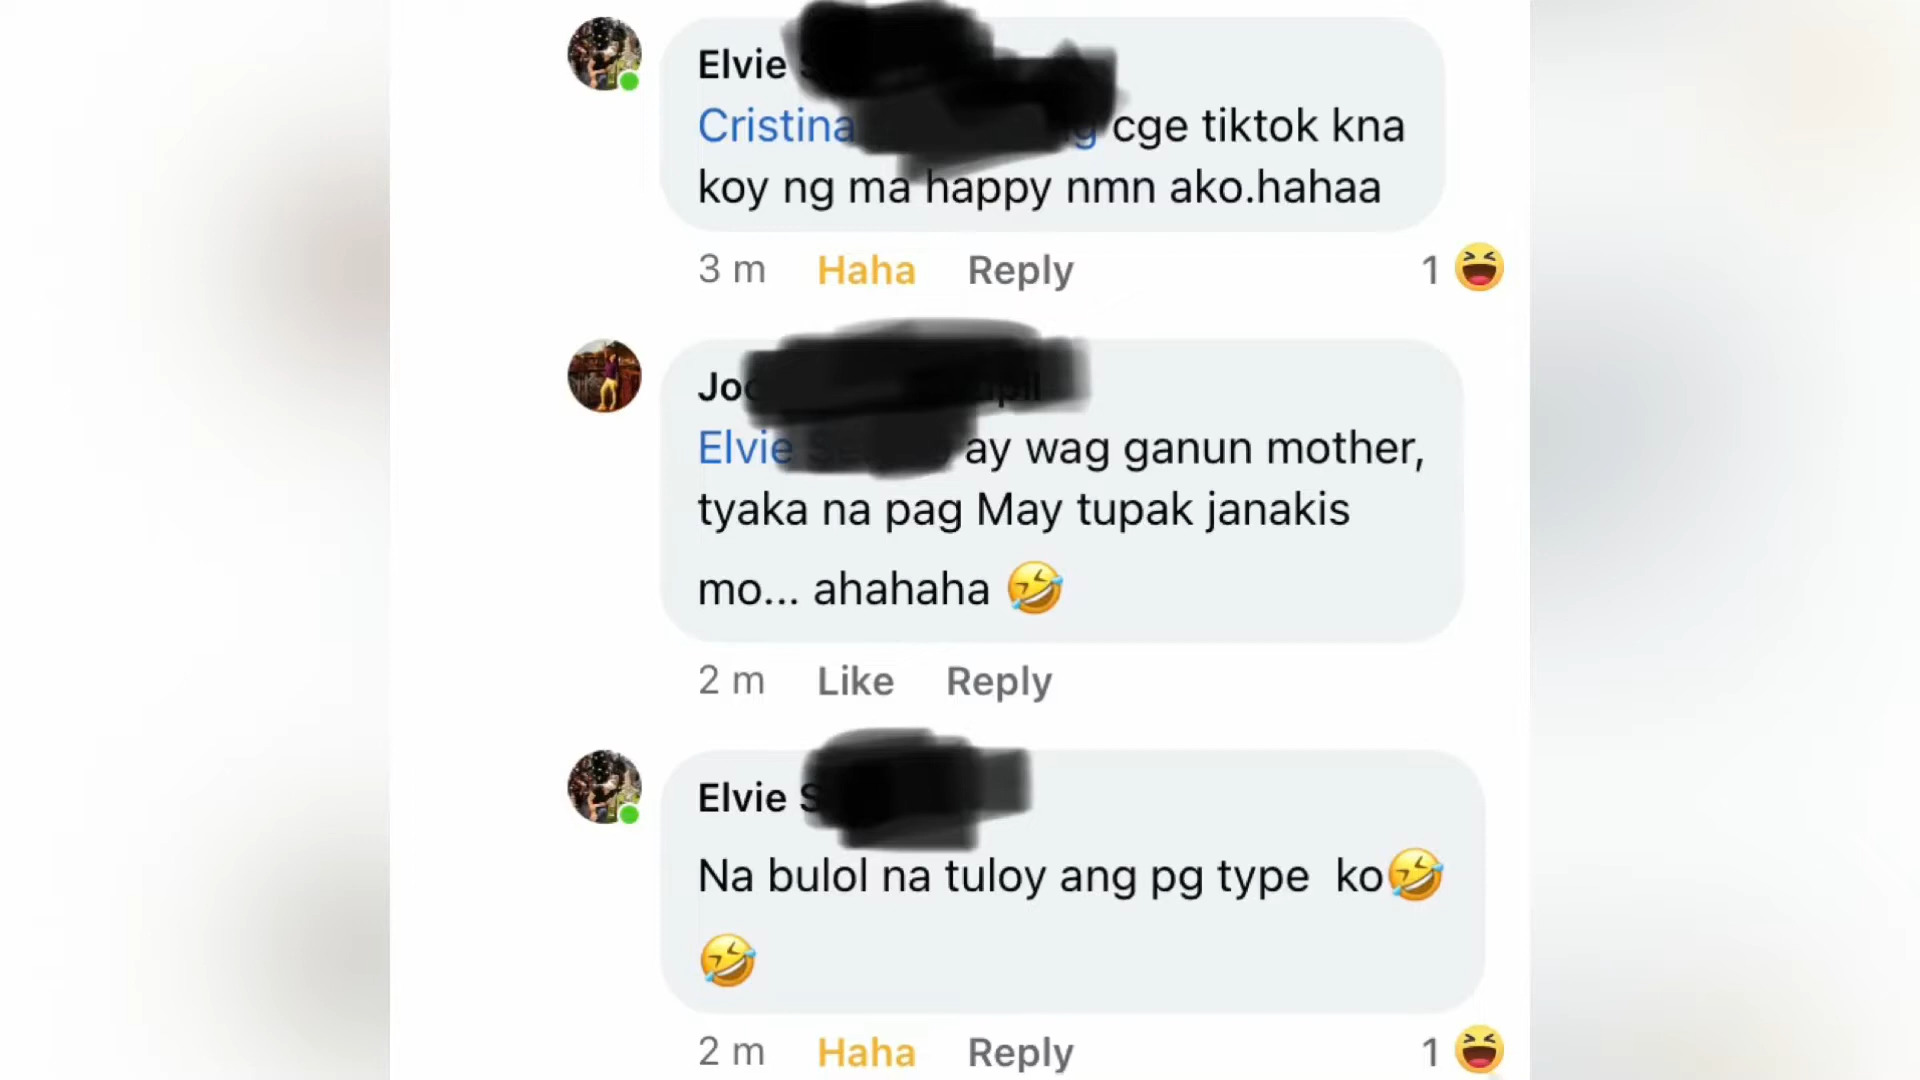 Elvie
Cristina cge tiktok kna
koy ng ma happy nmn ako.hahaa
3 m Haha Reply 1
Elvie ay wag ganun mother,
tyaka na pag May tupak janakis
mo... ahahaha 🤣
2 m Like Reply
Elvie
Na bulol na tuloy ang pg type ko🤣
🤣
2 m Haha Reply 1